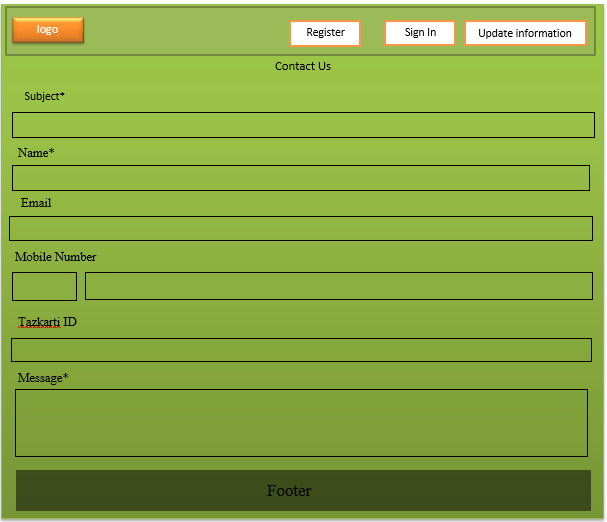 logo
Register
Sign In
Update information
Contact Us
Subject*
Name*
Email
Mobile Number
Tazkarti ID
Message*
Footer